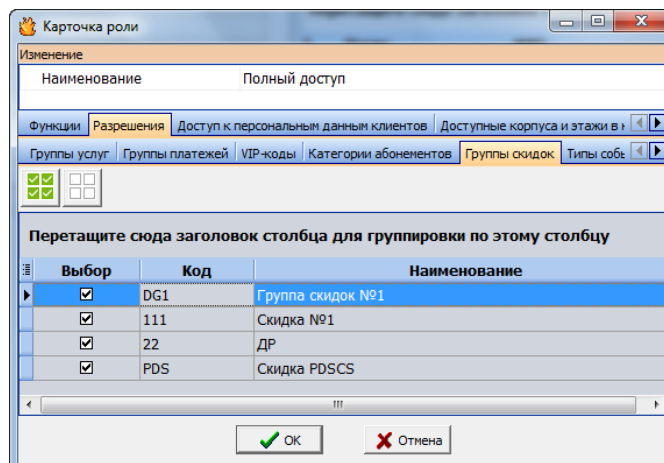 Карточка роли
Изменение
Наименование Полный доступ
Функции Разрешения Доступ к персональным данным клиентов Доступные корпуса и этажи в
Группы услуг Группы платежей VIP-коды Категории абонементов Группы скидок Типы собы
Перетащите сюда заголовок столбца для группировки по этому столбцу
Выбор Код Наименование
DG1 Группа скидок №1
111 Скидка №1
22 ДР
PDS Скидка PDSCS
ОК Отмена